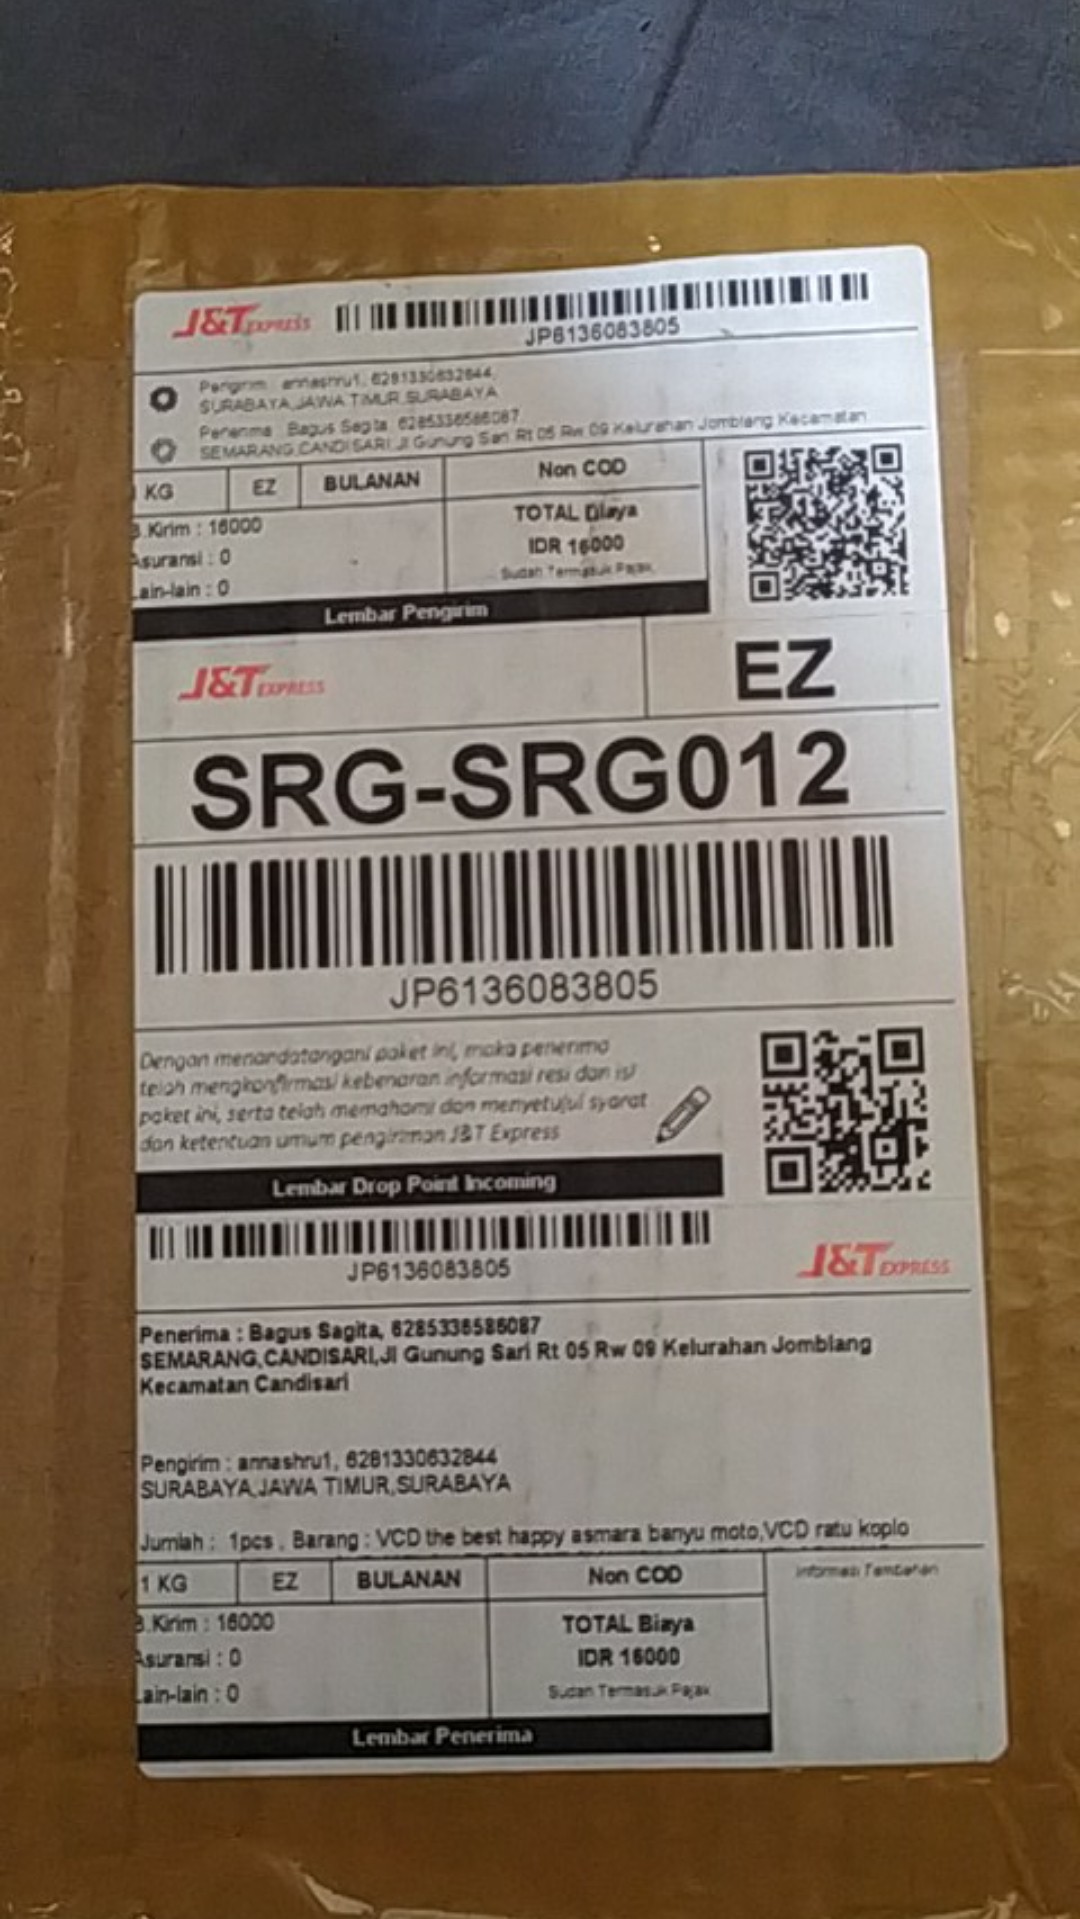 J&T EXPRESS
JP6136083805
Pengirim : annashru1, 6281330632844,
SURABAYA,JAWA TIMUR,SURABAYA
Penerima : Bagus Sagita 6285336586087
SEMARANG,CANDISARI,Jl Gunung Sari Rt 05 Rw 09 Kelurahan Jomblang Kecamatan
KG EZ BULANAN Non COD
B.Kirim : 16000
Asuransi : 0
Lain-lain : 0
TOTAL Biaya
IDR 16000
Sudah Termasuk Pajak
Lembar Pengirim
J&T EXPRESS
EZ
SRG-SRG012
JP6136083805
Dengan menandatangani paket ini, maka penerima
telah mengkonfirmasi kebenaran informasi resi dan isi
paket ini, serta telah memahami dan menyetujui syarat
dan ketentuan umum pengiriman J&T Express
Lembar Drop Point Incoming
JP6136083805
J&T EXPRESS
Penerima : Bagus Sagita, 6285336586087
SEMARANG,CANDISARI,Jl Gunung Sari Rt 05 Rw 09 Kelurahan Jomblang
Kecamatan Candisari
Pengirim : annashru1, 6281330632844
SURABAYA,JAWA TIMUR,SURABAYA
Jumlah : 1pcs , Barang : VCD the best happy asmara banyu moto,VCD ratu koplo
1 KG EZ BULANAN Non COD
Informasi Tambahan
B.Kirim : 16000
Asuransi : 0
Lain-lain : 0
TOTAL Biaya
IDR 16000
Sudah Termasuk Pajak
Lembar Penerima